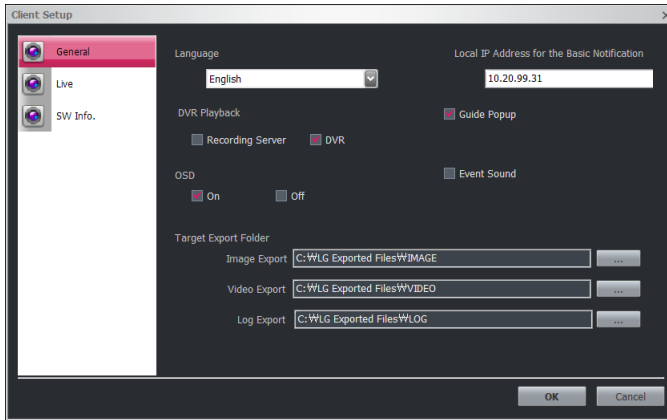 Client Setup
General
Live
SW Info.
Language
English
Local IP Address for the Basic Notification
10.20.99.31
DVR Playback
Recording Server
DVR
Guide Popup
OSD
On
Off
Event Sound
Target Export Folder
Image Export C:₩LG Exported Files₩IMAGE ...
Video Export C:₩LG Exported Files₩VIDEO ...
Log Export C:₩LG Exported Files₩LOG ...
OK Cancel